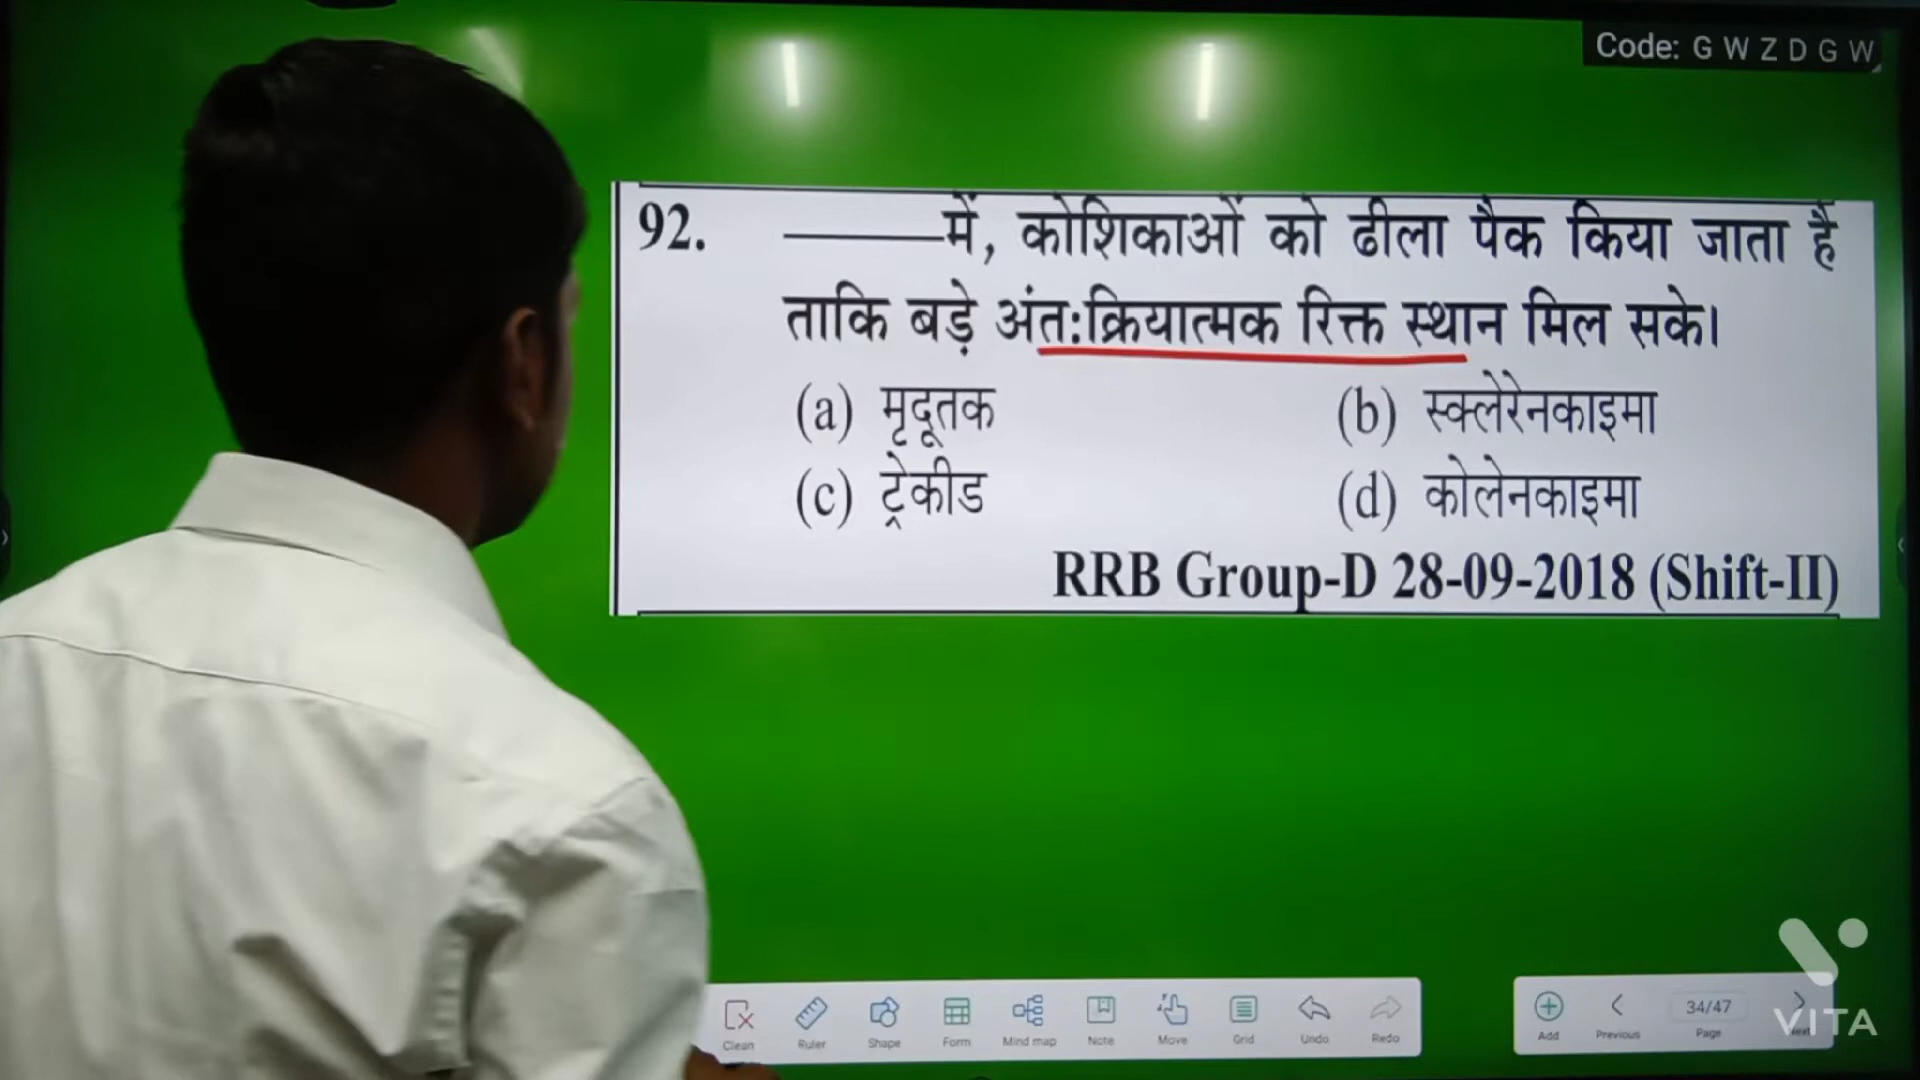 Code: G W Z D G W
92. ———में, कोशिकाओं को ढीला पैक किया जाता है
ताकि बड़े अंत:क्रियात्मक रिक्त स्थान मिल सके।
(a) मृदूतक (b) स्क्लेरेनकाइमा
(c) ट्रेकीड (d) कोलेनकाइमा
RRB Group-D 28-09-2018 (Shift-II)
Clean Ruler Shape Form Mind map Note Move Grid Undo Redo
Add Previous 34/47 Page Next
VITA